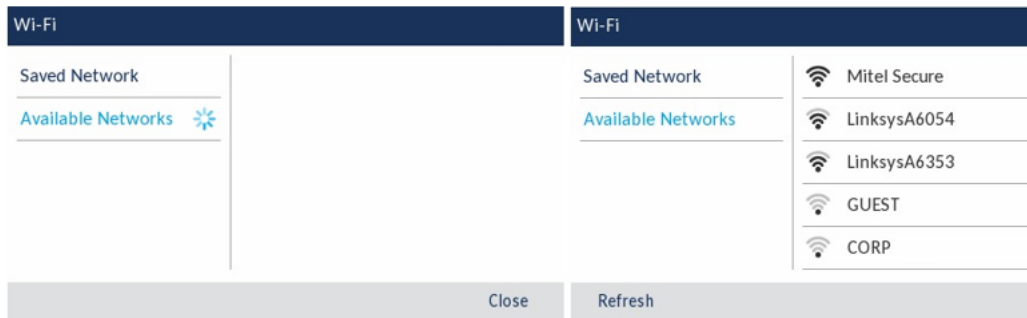 Wi-Fi
Saved Network
Available Networks
Close
Wi-Fi
Saved Network
Available Networks
Mitel Secure
LinksysA6054
LinksysA6353
GUEST
CORP
Refresh